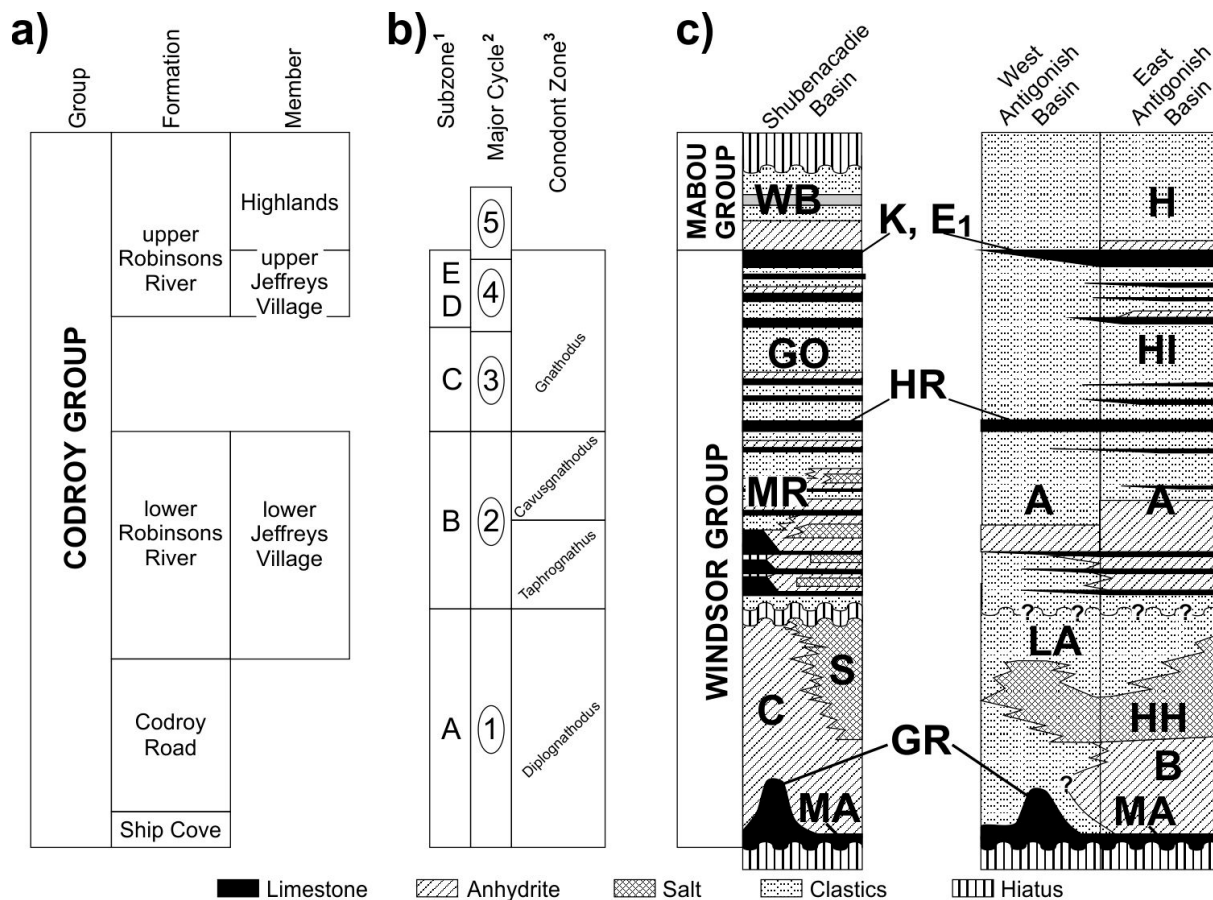 a)
Group
Formation
Member
CODROY GROUP
Highlands
upper
Robinsons
River
upper
Jeffreys
Village
lower
Robinsons
River
lower
Jeffreys
Village
Codroy
Road
Ship Cove
b)
Subzone¹
Major Cycle²
Conodont Zone³
5
E
D
4
C
3
Gnathodus
B
2
Cavusgnathodus
Taphrognathus
A
1
Diplognathodus
c)
Shubenacadie
Basin
West
Antigonish
Basin
East
Antigonish
Basin
MABOU
GROUP
WINDSOR GROUP
WB
K, E₁
H
GO
HI
HR
MR
A
A
? ? ? ?
LA
S
C
HH
GR
B
?
MA
MA
Limestone
Anhydrite
Salt
Clastics
Hiatus